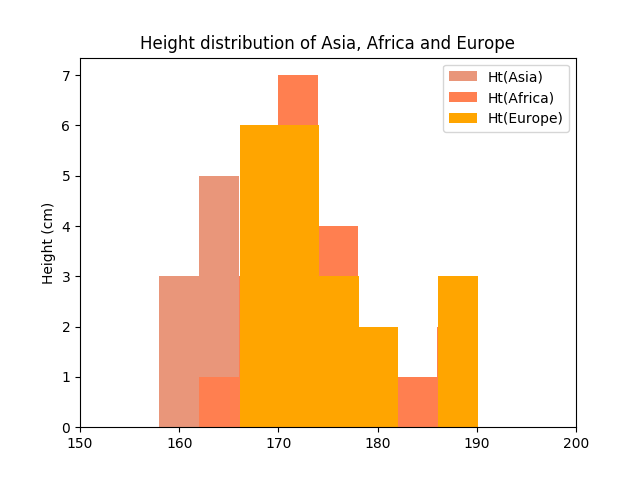 Height distribution of Asia, Africa and Europe
Ht(Asia)
Ht(Africa)
Ht(Europe)
Height (cm)
7
6
5
4
3
2
1
0
150 160 170 180 190 200